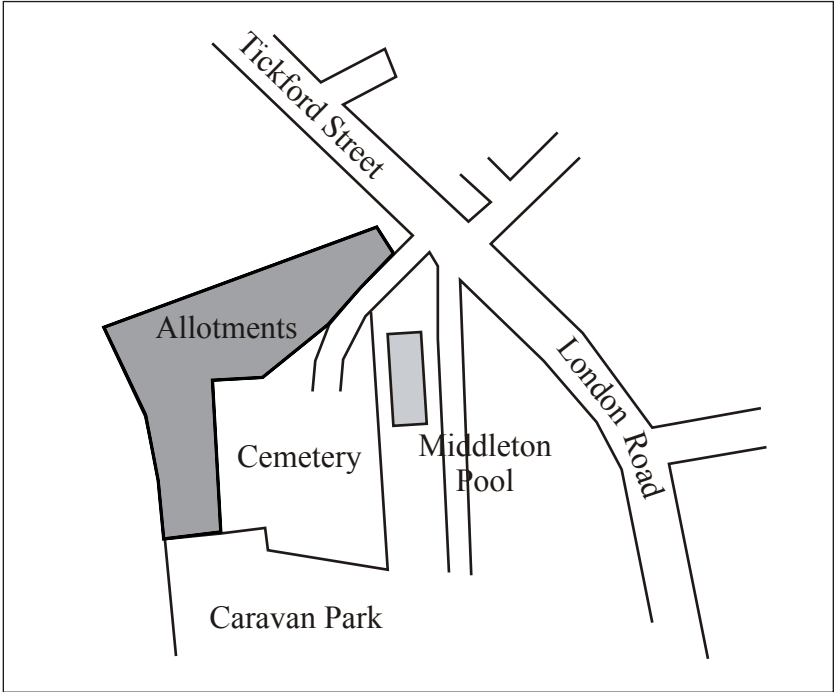 Tickford Street
Allotments
London Road
Cemetery
Middleton
Pool
Caravan Park